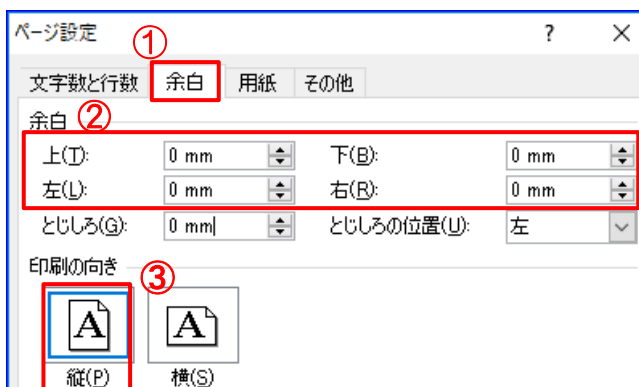 ページ設定 ? ×
①
文字数と行数 余白 用紙 その他
余白 ②
上(T): 0 mm 下(B): 0 mm
左(L): 0 mm 右(R): 0 mm
とじしろ(G): 0 mm とじしろの位置(U): 左
印刷の向き ③
A A
縦(P) 横(S)